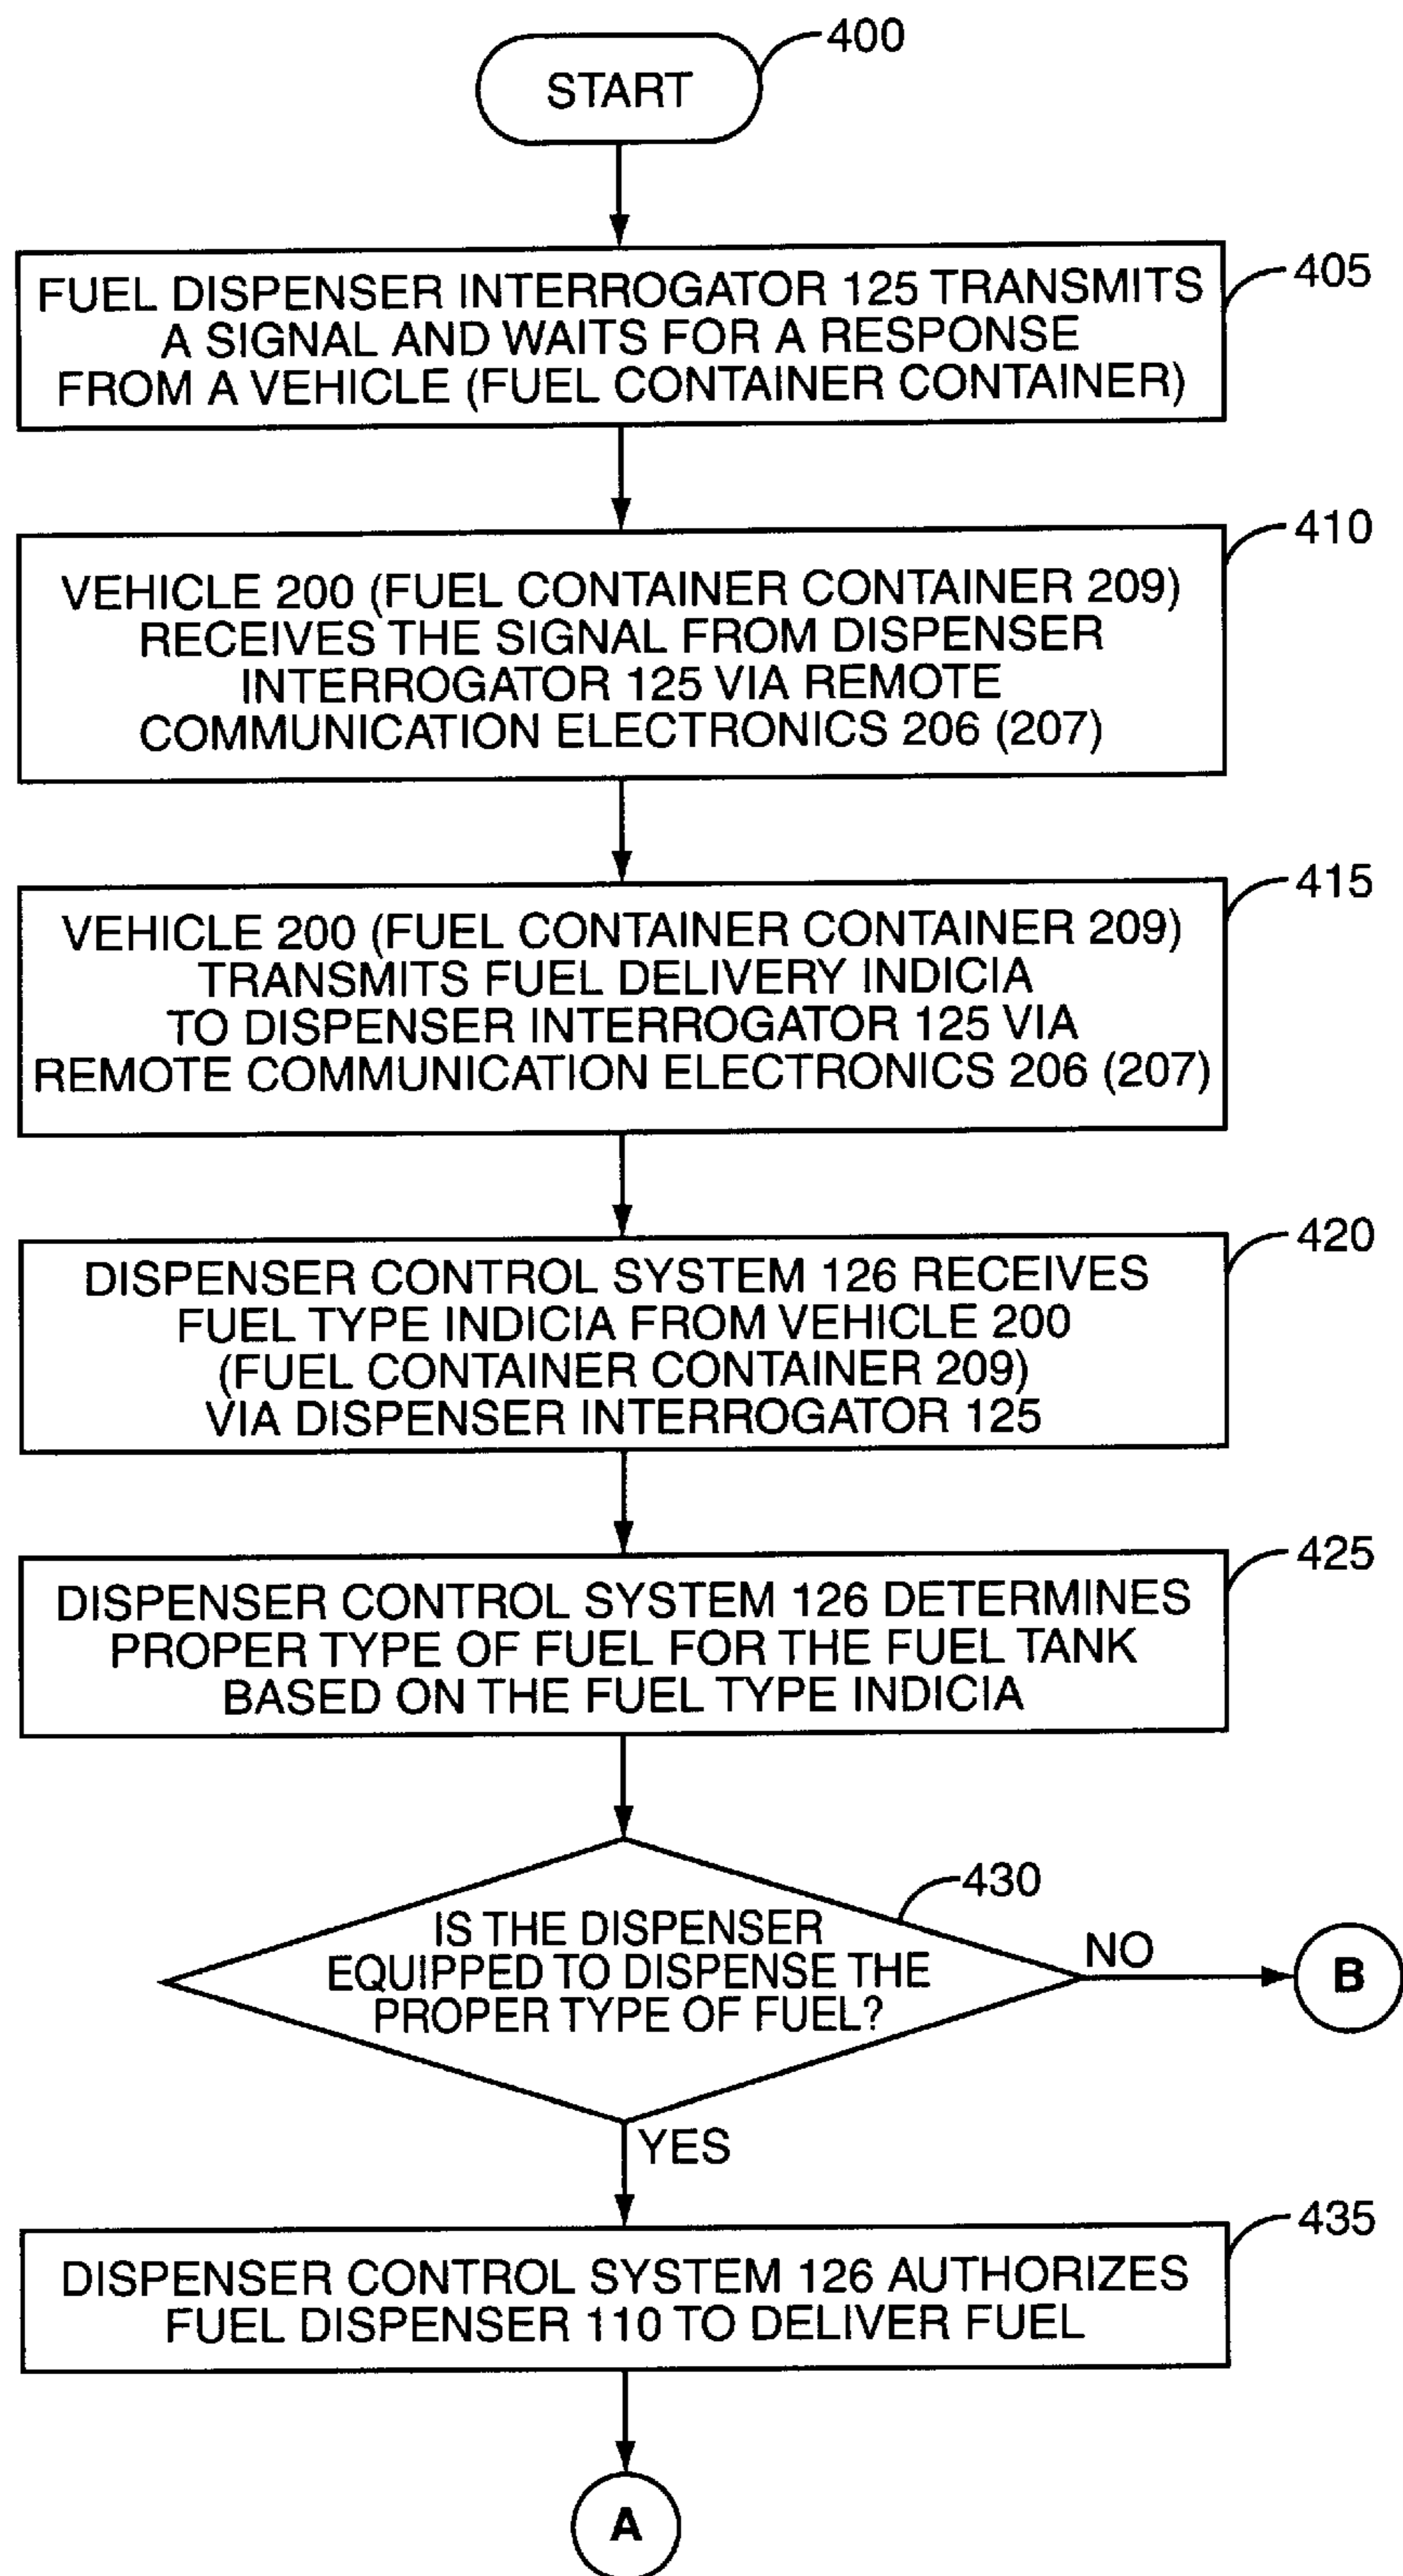 400
START
405
FUEL DISPENSER INTERROGATOR 125 TRANSMITS
A SIGNAL AND WAITS FOR A RESPONSE
FROM A VEHICLE (FUEL CONTAINER CONTAINER)
410
VEHICLE 200 (FUEL CONTAINER CONTAINER 209)
RECEIVES THE SIGNAL FROM DISPENSER
INTERROGATOR 125 VIA REMOTE
COMMUNICATION ELECTRONICS 206 (207)
415
VEHICLE 200 (FUEL CONTAINER CONTAINER 209)
TRANSMITS FUEL DELIVERY INDICIA
TO DISPENSER INTERROGATOR 125 VIA
REMOTE COMMUNICATION ELECTRONICS 206 (207)
420
DISPENSER CONTROL SYSTEM 126 RECEIVES
FUEL TYPE INDICIA FROM VEHICLE 200
(FUEL CONTAINER CONTAINER 209)
VIA DISPENSER INTERROGATOR 125
425
DISPENSER CONTROL SYSTEM 126 DETERMINES
PROPER TYPE OF FUEL FOR THE FUEL TANK
BASED ON THE FUEL TYPE INDICIA
430
IS THE DISPENSER
EQUIPPED TO DISPENSE THE
PROPER TYPE OF FUEL?
NO
B
YES
435
DISPENSER CONTROL SYSTEM 126 AUTHORIZES
FUEL DISPENSER 110 TO DELIVER FUEL
A